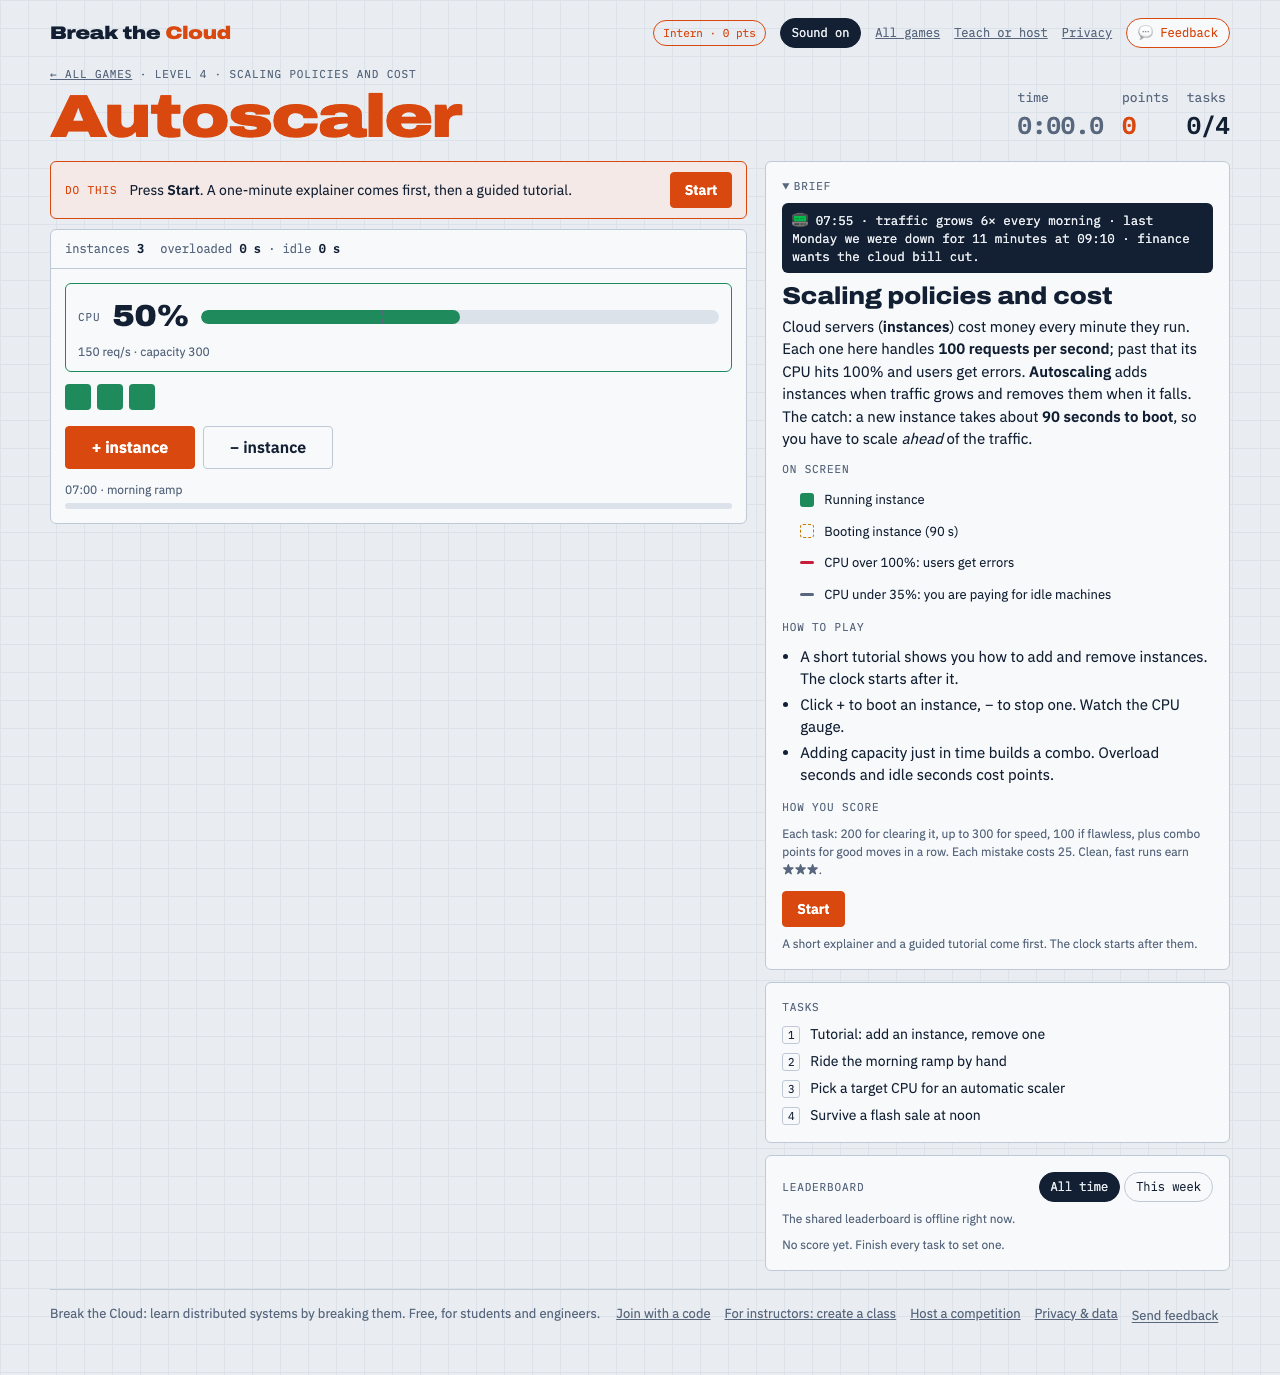 Break the Cloud
Intern · 0 pts
Sound on
All games
Teach or host
Privacy
💬 Feedback
← ALL GAMES · LEVEL 4 · SCALING POLICIES AND COST
Autoscaler
time
0:00.0
points
0
tasks
0/4
DO THIS Press Start. A one-minute explainer comes first, then a guided tutorial.
Start
instances 3 overloaded 0 s · idle 0 s
CPU 50%
150 req/s · capacity 300
+ instance
− instance
07:00 · morning ramp
▼ BRIEF
07:55 · traffic grows 6× every morning · last
Monday we were down for 11 minutes at 09:10 · finance
wants the cloud bill cut.
Scaling policies and cost
Cloud servers (instances) cost money every minute they run.
Each one here handles 100 requests per second; past that its
CPU hits 100% and users get errors. Autoscaling adds
instances when traffic grows and removes them when it falls.
The catch: a new instance takes about 90 seconds to boot, so
you have to scale ahead of the traffic.
ON SCREEN
Running instance
Booting instance (90 s)
CPU over 100%: users get errors
CPU under 35%: you are paying for idle machines
HOW TO PLAY
• A short tutorial shows you how to add and remove instances.
The clock starts after it.
• Click + to boot an instance, − to stop one. Watch the CPU
gauge.
• Adding capacity just in time builds a combo. Overload
seconds and idle seconds cost points.
HOW YOU SCORE
Each task: 200 for clearing it, up to 300 for speed, 100 if flawless, plus combo
points for good moves in a row. Each mistake costs 25. Clean, fast runs earn
★★★.
Start
A short explainer and a guided tutorial come first. The clock starts after them.
TASKS
1 Tutorial: add an instance, remove one
2 Ride the morning ramp by hand
3 Pick a target CPU for an automatic scaler
4 Survive a flash sale at noon
LEADERBOARD
All time
This week
The shared leaderboard is offline right now.
No score yet. Finish every task to set one.
Break the Cloud: learn distributed systems by breaking them. Free, for students and engineers.
Join with a code
For instructors: create a class
Host a competition
Privacy & data
Send feedback